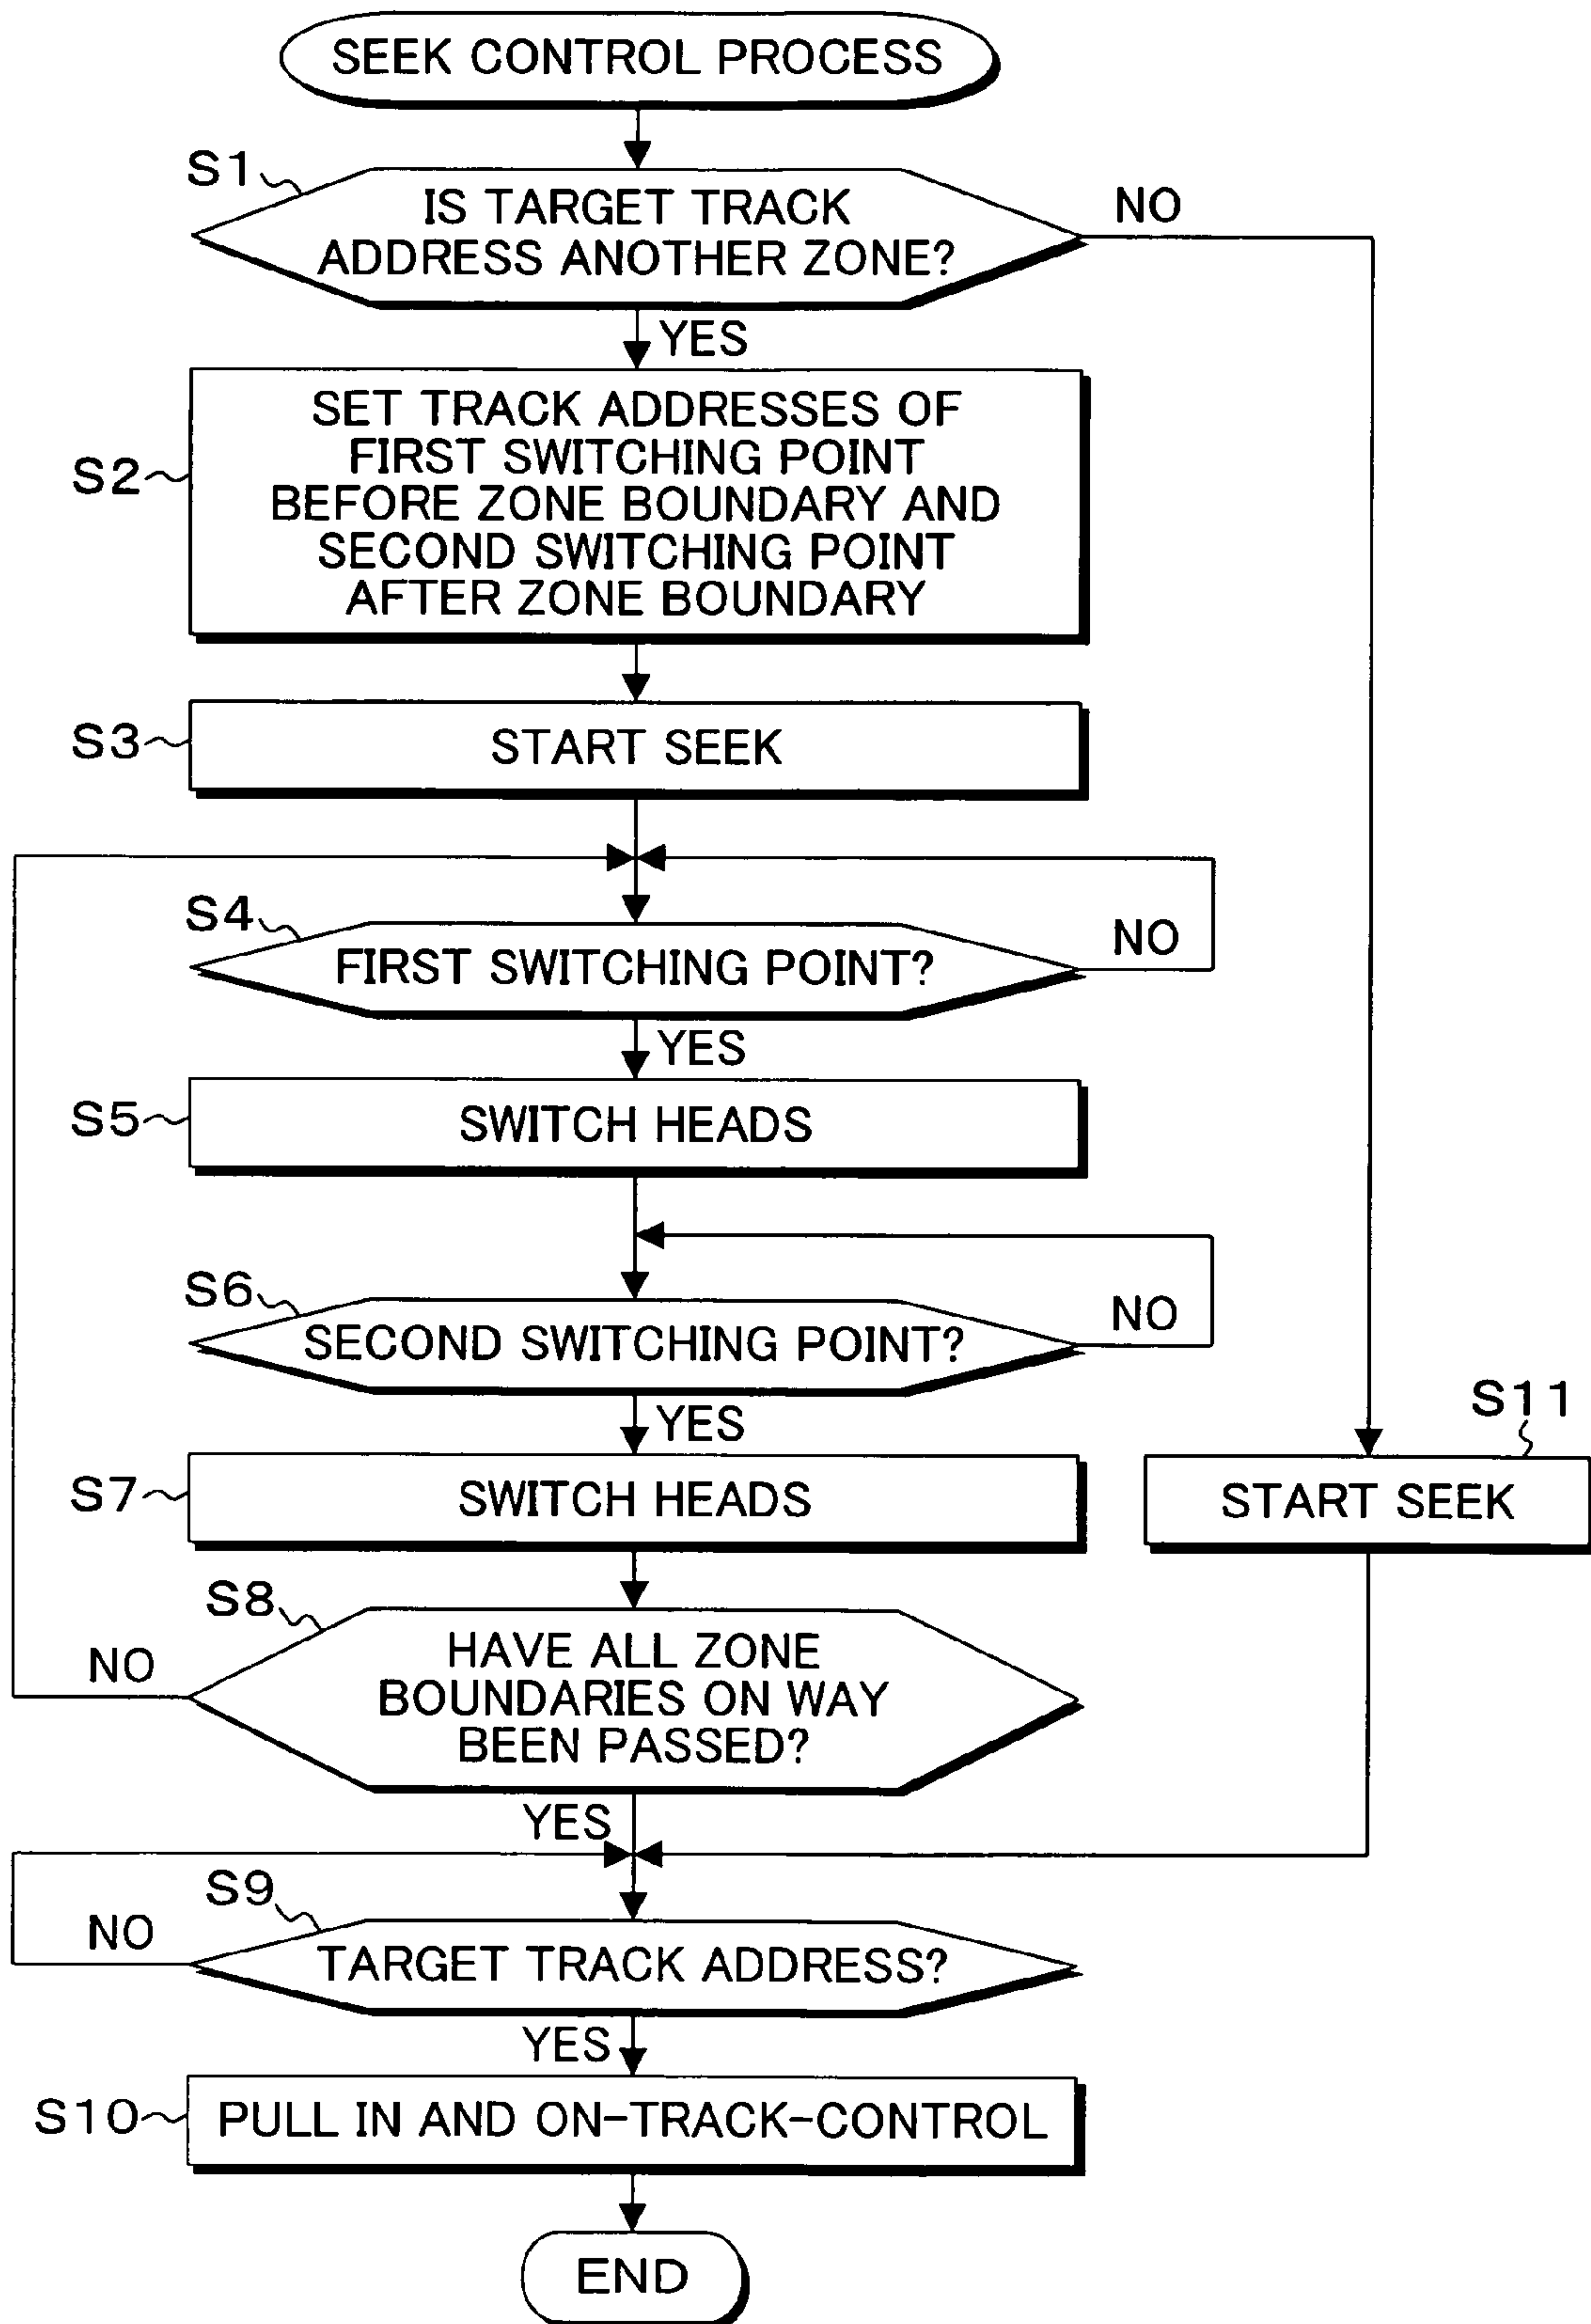 SEEK CONTROL PROCESS
S1
IS TARGET TRACK
ADDRESS ANOTHER ZONE?
NO
YES
S2
SET TRACK ADDRESSES OF
FIRST SWITCHING POINT
BEFORE ZONE BOUNDARY AND
SECOND SWITCHING POINT
AFTER ZONE BOUNDARY
S3
START SEEK
S4
FIRST SWITCHING POINT?
NO
YES
S5
SWITCH HEADS
S6
SECOND SWITCHING POINT?
NO
YES
S7
SWITCH HEADS
S11
START SEEK
S8
HAVE ALL ZONE
BOUNDARIES ON WAY
BEEN PASSED?
NO
YES
S9
TARGET TRACK ADDRESS?
NO
YES
S10
PULL IN AND ON-TRACK-CONTROL
END